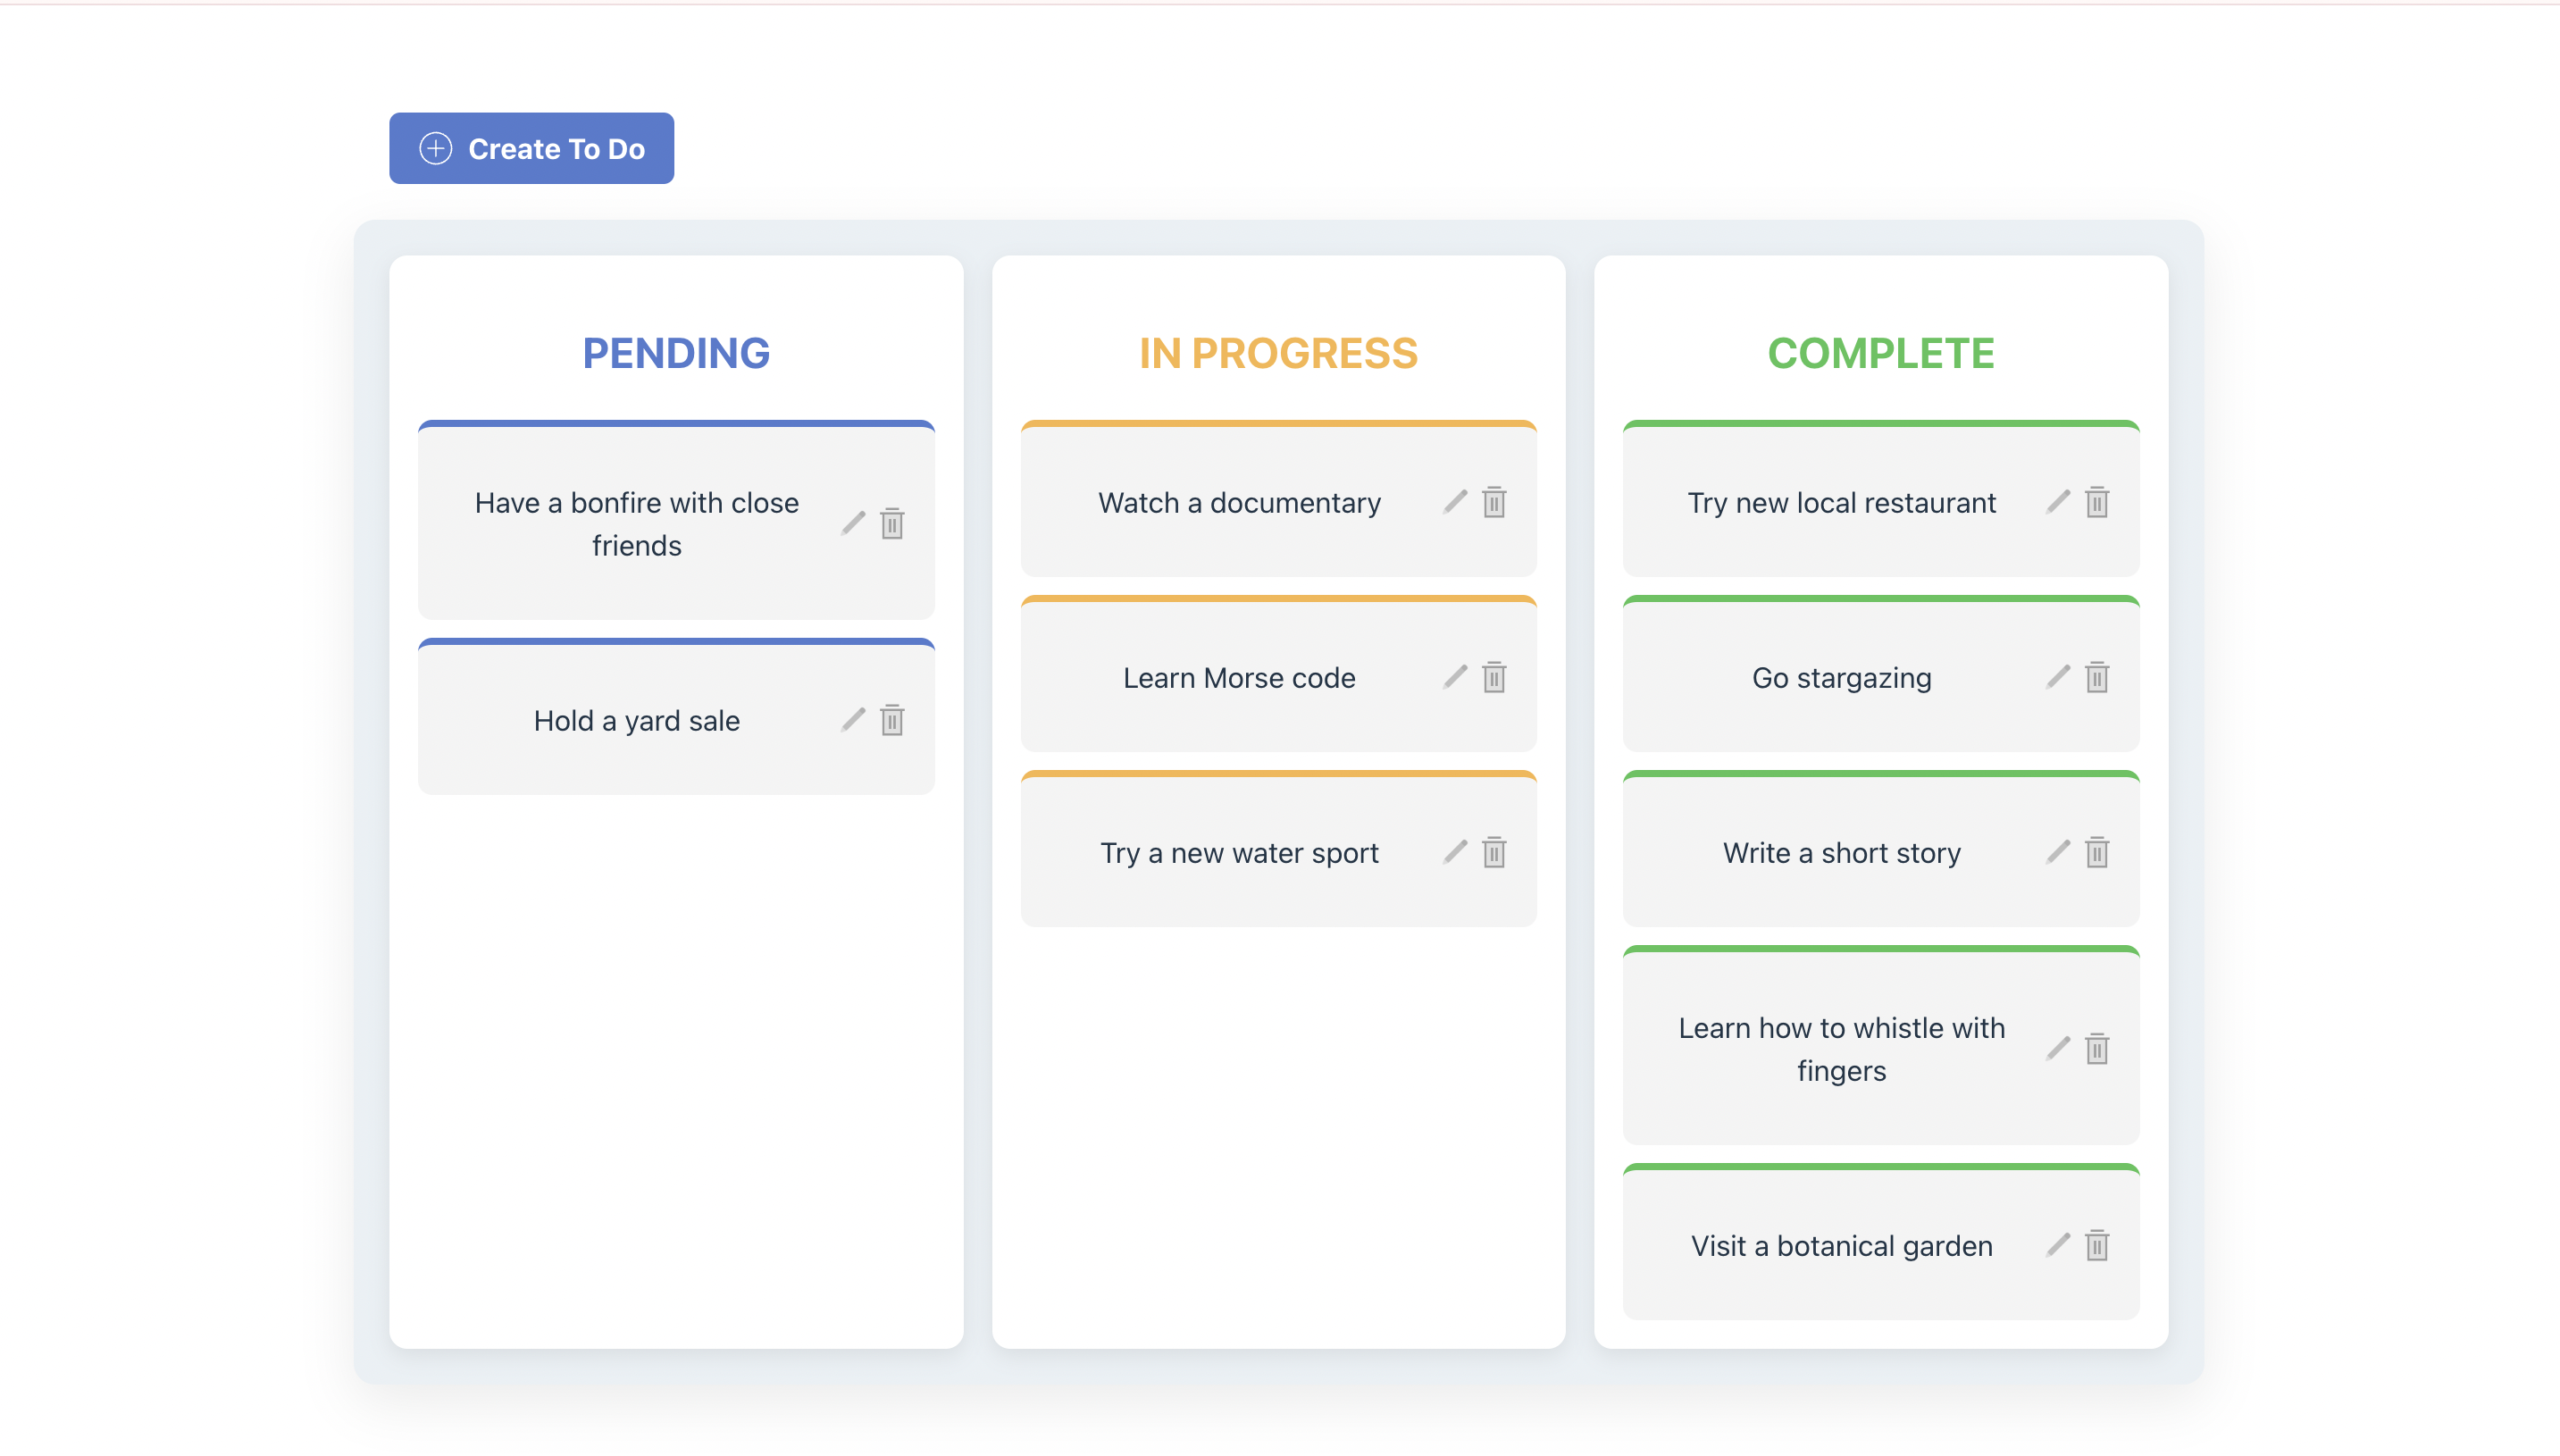 Create To Do
PENDING
Have a bonfire with close
friends
Hold a yard sale
IN PROGRESS
Watch a documentary
Learn Morse code
Try a new water sport
COMPLETE
Try new local restaurant
Go stargazing
Write a short story
Learn how to whistle with
fingers
Visit a botanical garden